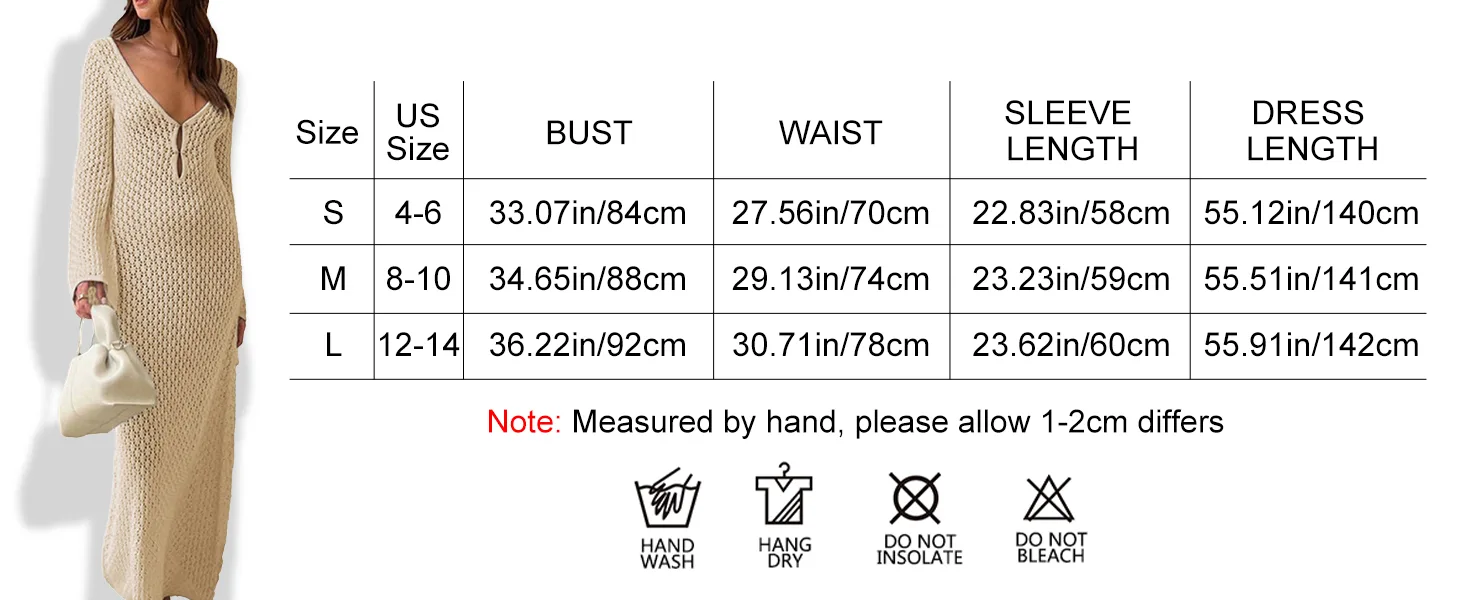 Size US Size BUST WAIST SLEEVE LENGTH DRESS LENGTH
S 4-6 33.07in/84cm 27.56in/70cm 22.83in/58cm 55.12in/140cm
M 8-10 34.65in/88cm 29.13in/74cm 23.23in/59cm 55.51in/141cm
L 12-14 36.22in/92cm 30.71in/78cm 23.62in/60cm 55.91in/142cm
Note: Measured by hand, please allow 1-2cm differs
HAND WASH
HANG DRY
DO NOT INSOLATE
DO NOT BLEACH